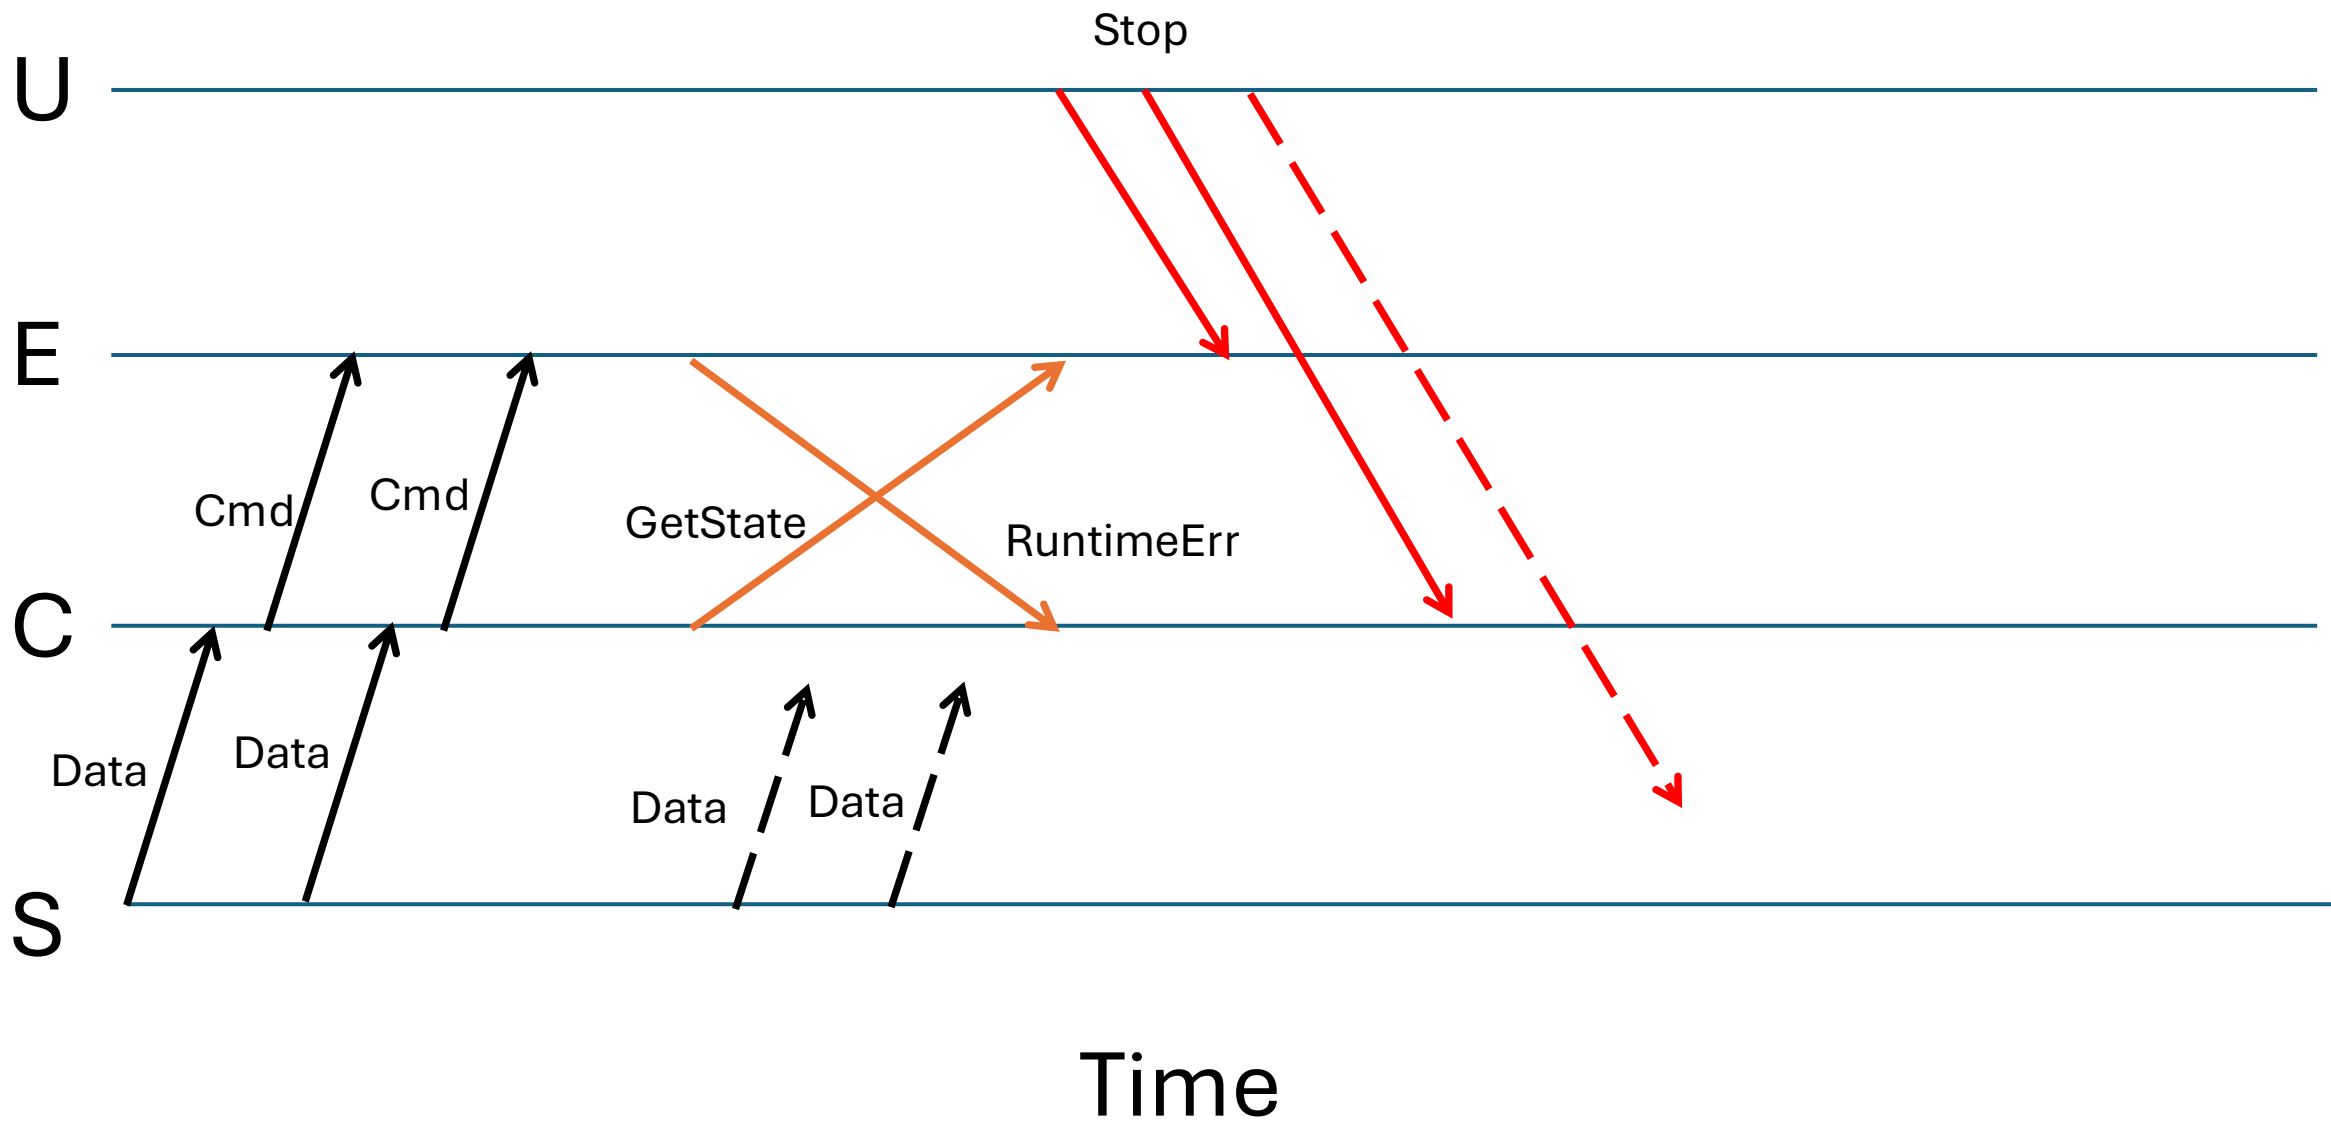 Stop
U
E
Cmd
Cmd
GetState
RuntimeErr
C
Data
Data
Data
Data
S
Time